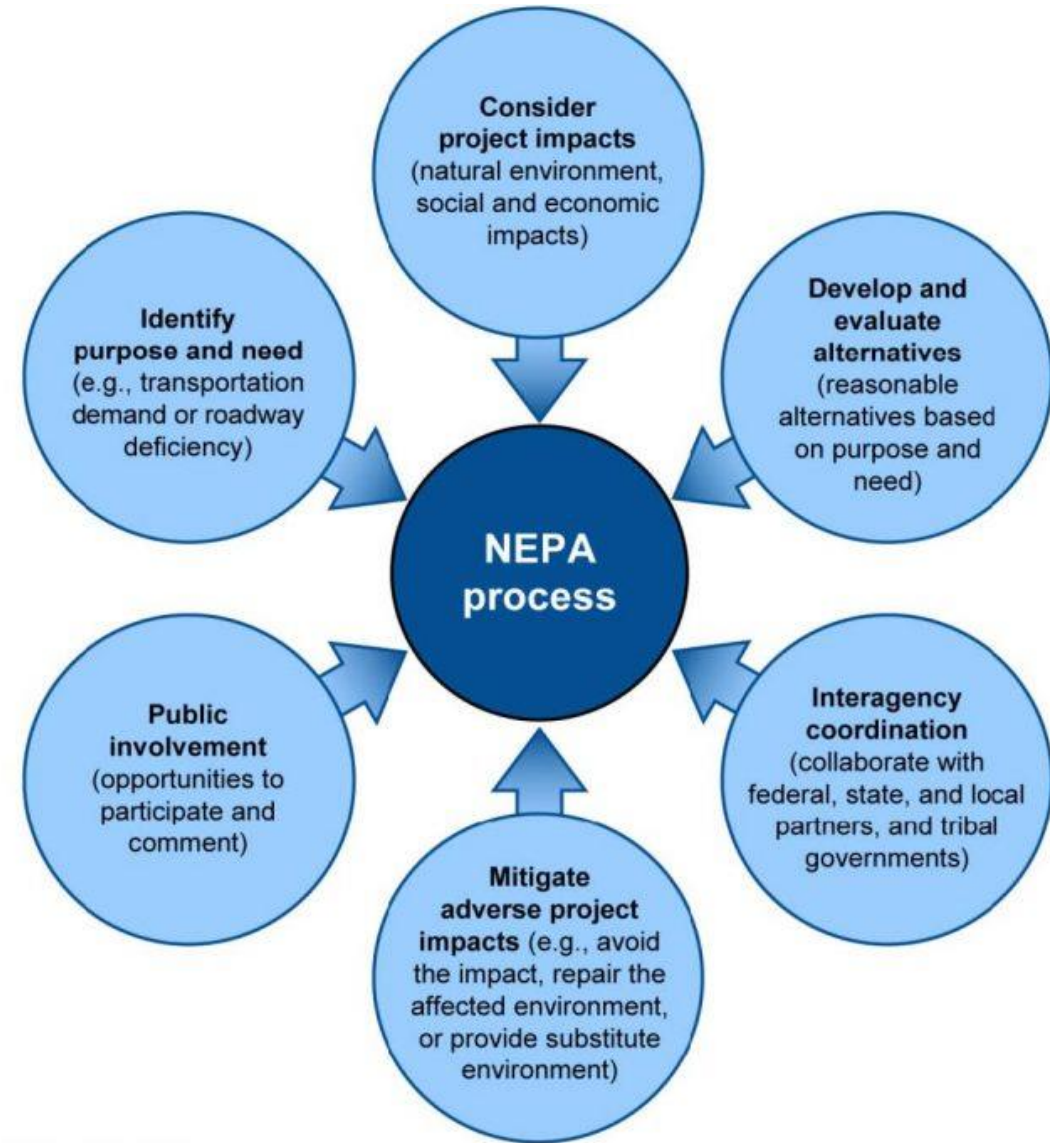 Consider
project impacts
(natural environment,
social and economic
impacts)
Identify
purpose and need
(e.g., transportation
demand or roadway
deficiency)
Develop and
evaluate
alternatives
(reasonable
alternatives based
on purpose and
need)
NEPA
process
Public
involvement
(opportunities to
participate and
comment)
Interagency
coordination
(collaborate with
federal, state, and local
partners, and tribal
governments)
Mitigate
adverse project
impacts (e.g., avoid
the impact, repair the
affected environment,
or provide substitute
environment)